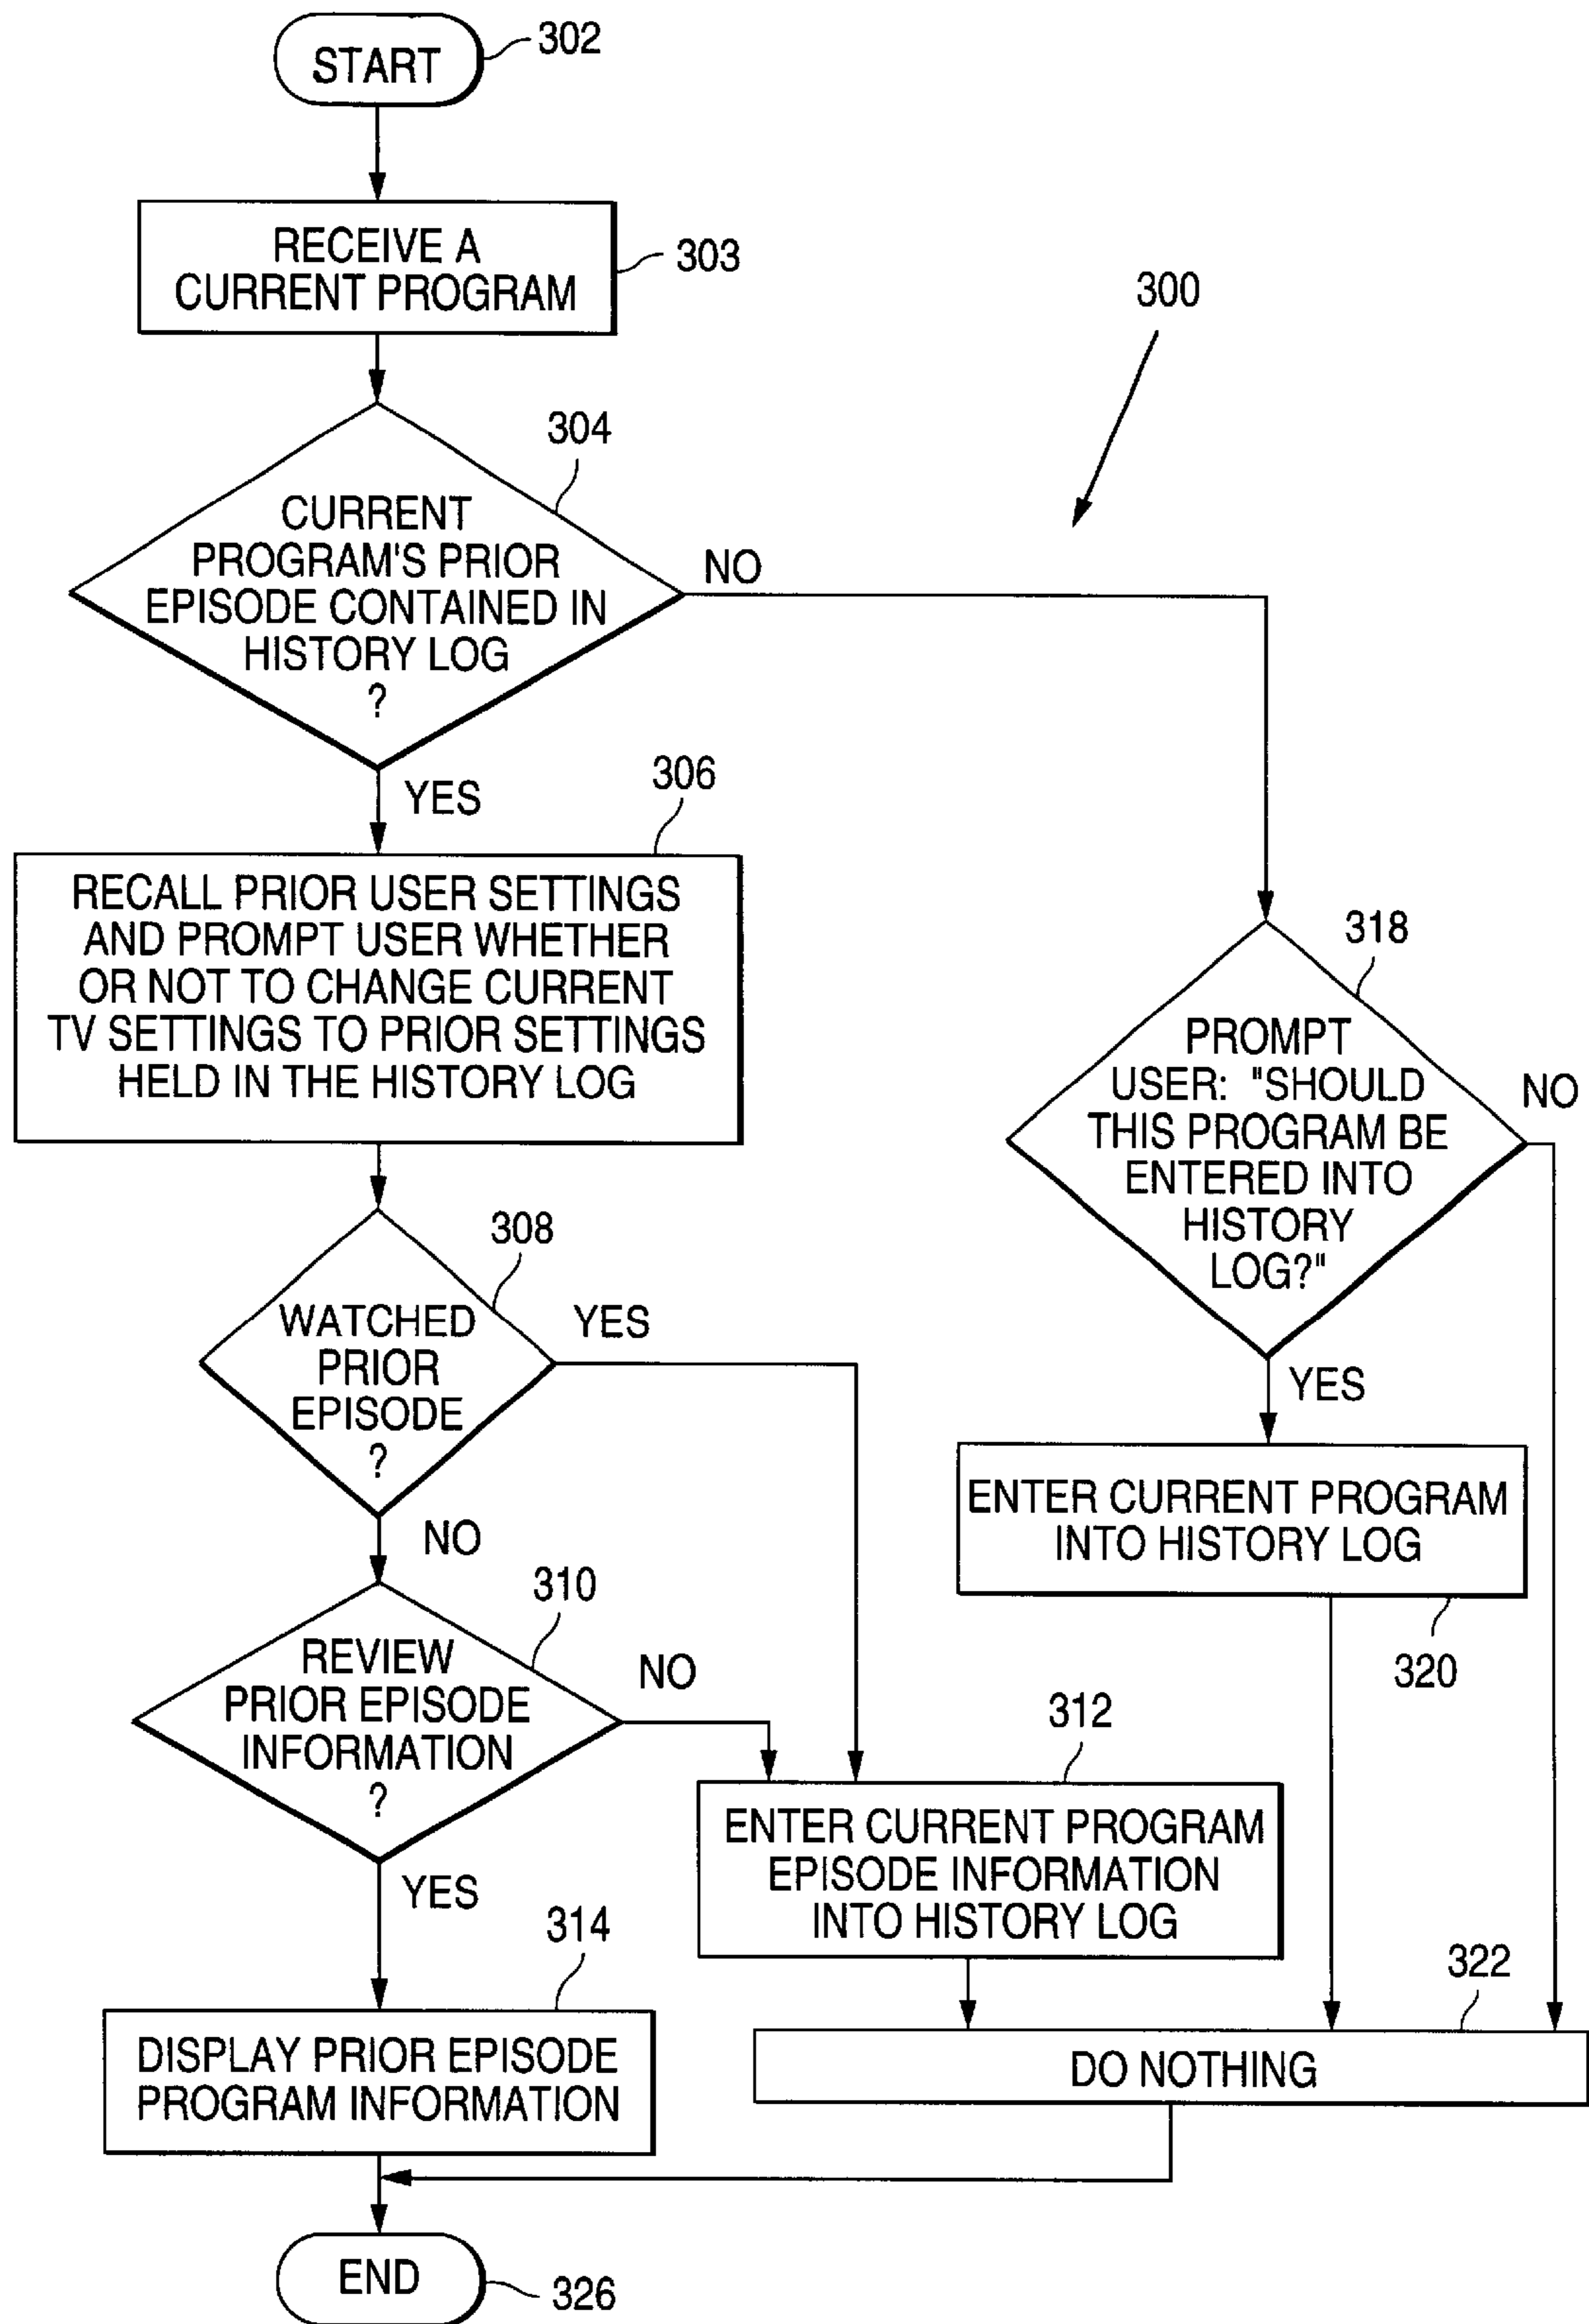 START
302
RECEIVE A
CURRENT PROGRAM
303
300
304
CURRENT
PROGRAM'S PRIOR
EPISODE CONTAINED IN
HISTORY LOG
?
NO
YES
306
RECALL PRIOR USER SETTINGS
AND PROMPT USER WHETHER
OR NOT TO CHANGE CURRENT
TV SETTINGS TO PRIOR SETTINGS
HELD IN THE HISTORY LOG
318
PROMPT
USER: "SHOULD
THIS PROGRAM BE
ENTERED INTO
HISTORY
LOG?"
NO
YES
308
WATCHED
PRIOR
EPISODE
?
YES
NO
ENTER CURRENT PROGRAM
INTO HISTORY LOG
320
310
REVIEW
PRIOR EPISODE
INFORMATION
?
NO
YES
312
ENTER CURRENT PROGRAM
EPISODE INFORMATION
INTO HISTORY LOG
314
DISPLAY PRIOR EPISODE
PROGRAM INFORMATION
322
DO NOTHING
END
326